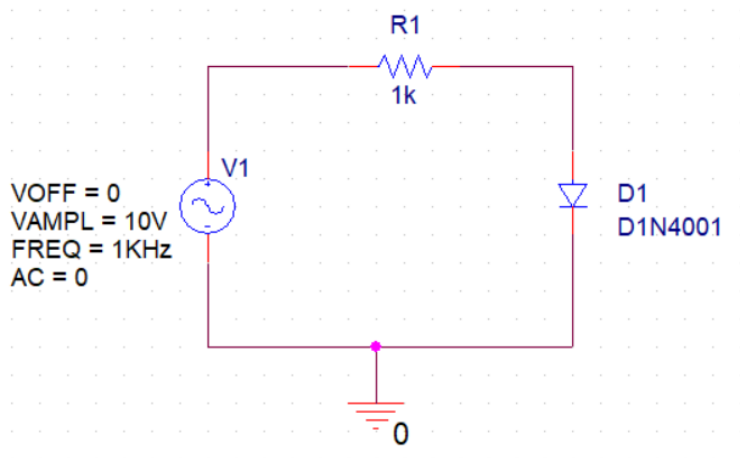 R1
1k
V1
VOFF = 0
VAMPL = 10V
FREQ = 1KHz
AC = 0
D1
D1N4001
0